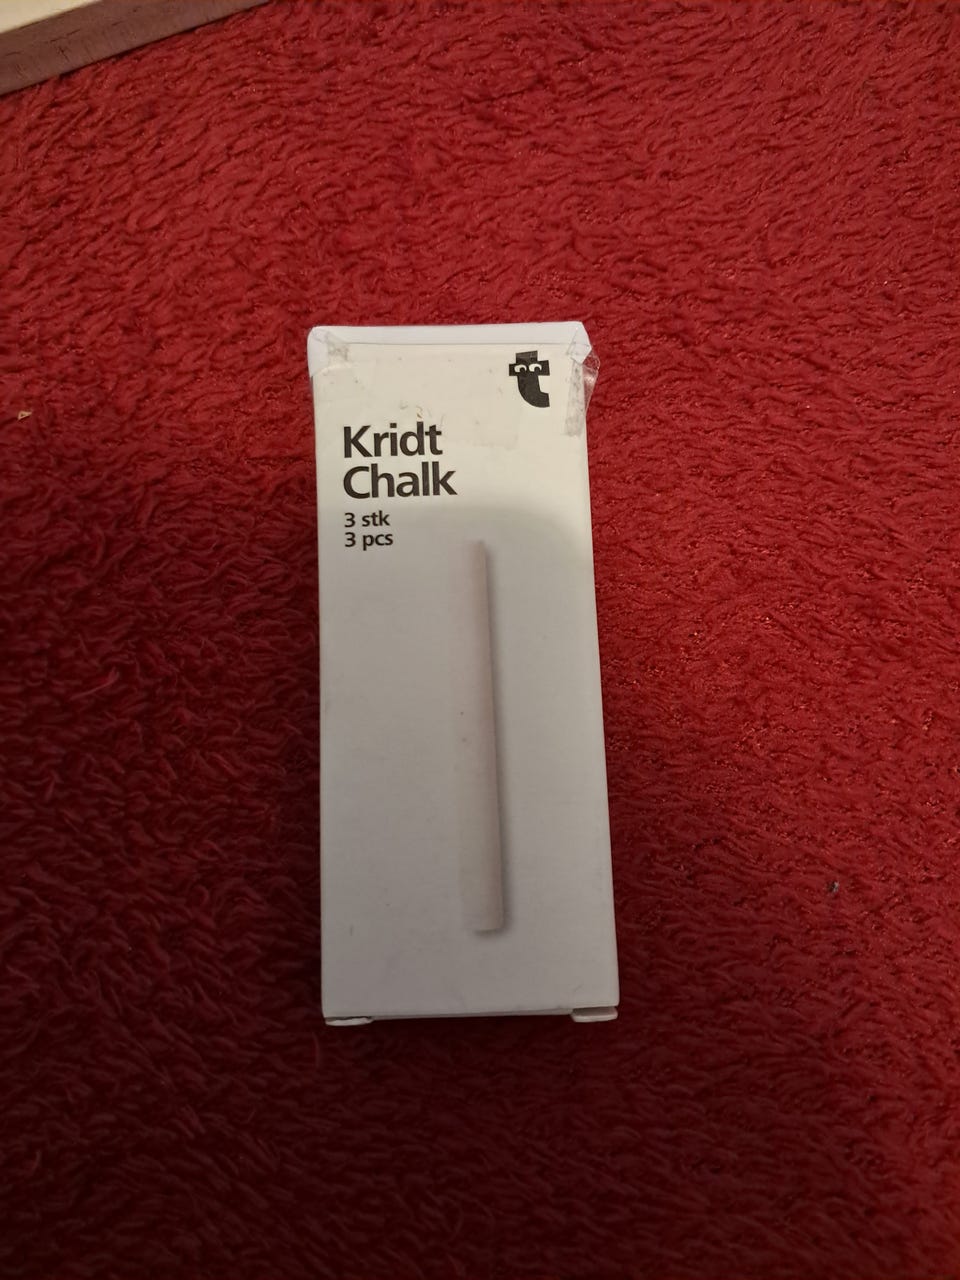 Kridt
Chalk
3 stk
3 pcs